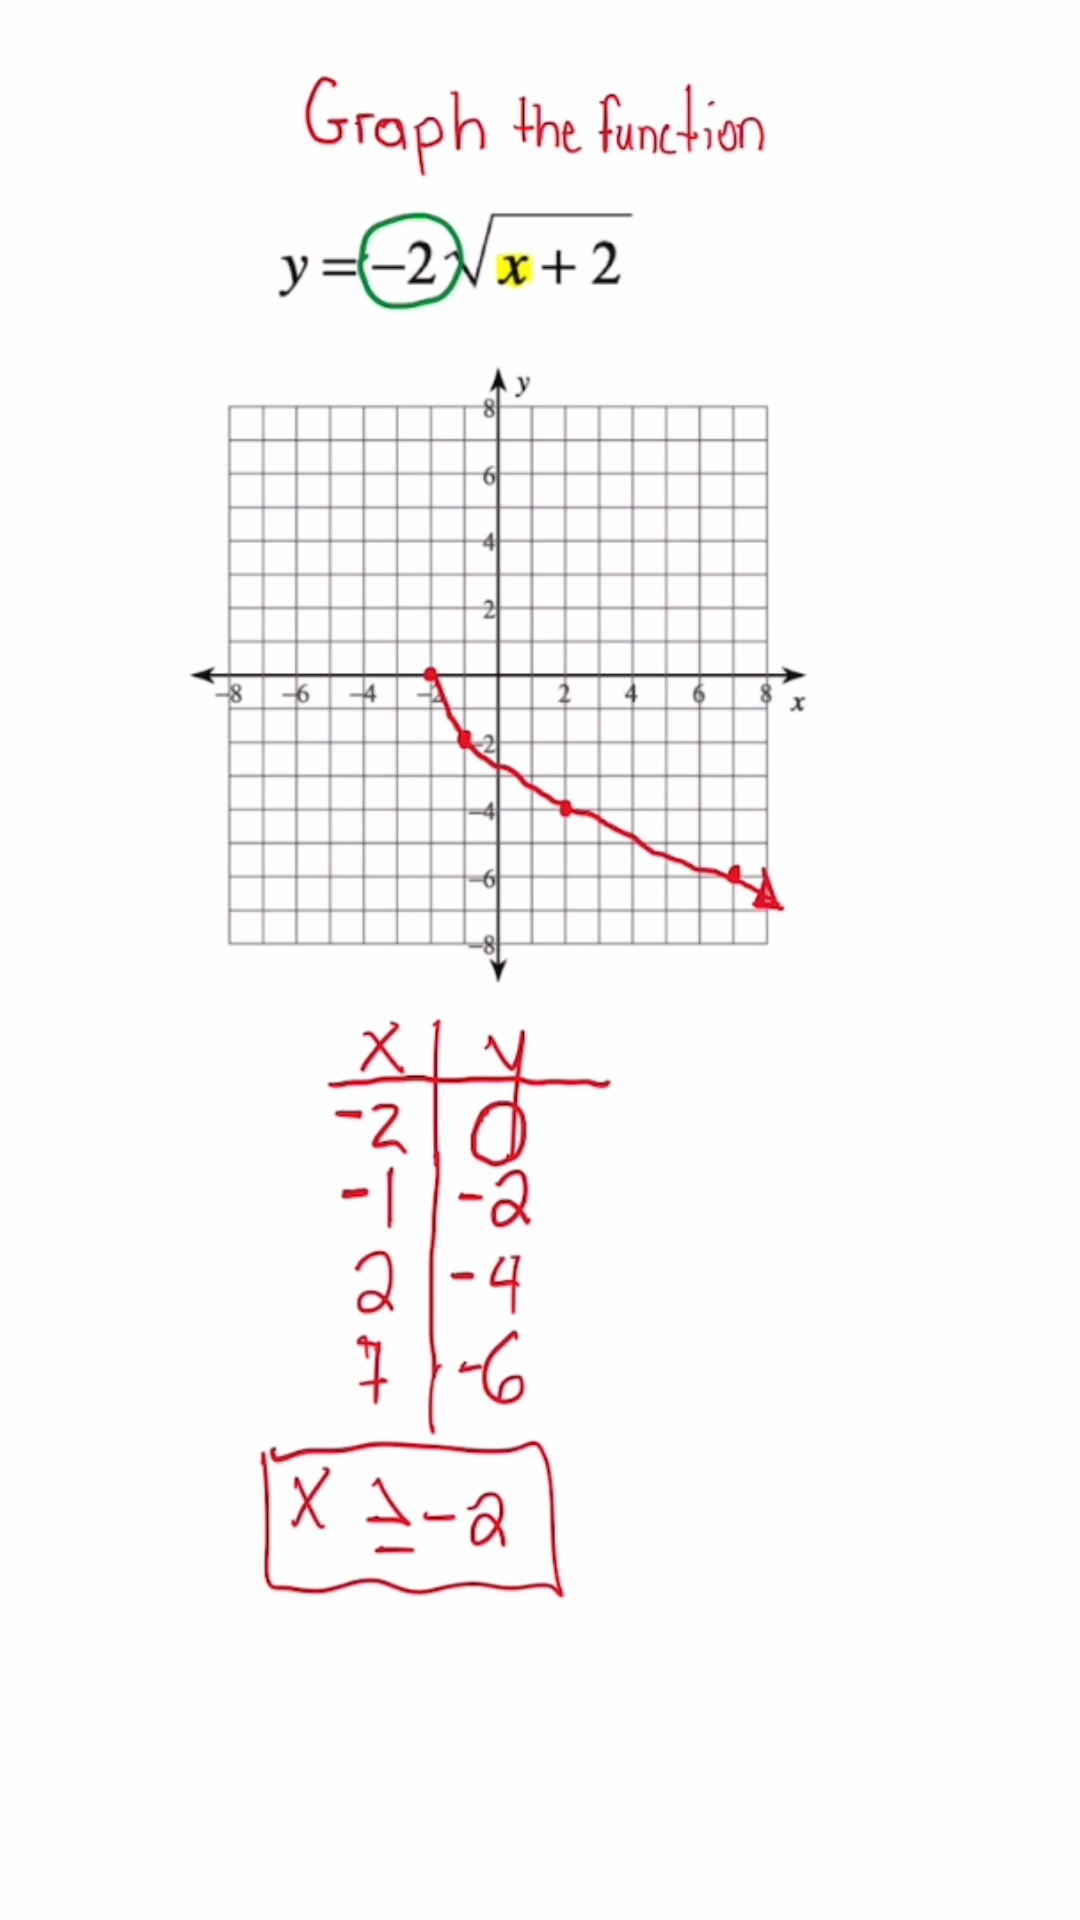 Graph the function
y = −2√x + 2
y
8
6
4
2
−8 −6 −4 −2 2 4 6 8 x
−2
−4
−6
−8
x y
-2 0
-1 -2
2 -4
7 -6
x ≥ -2